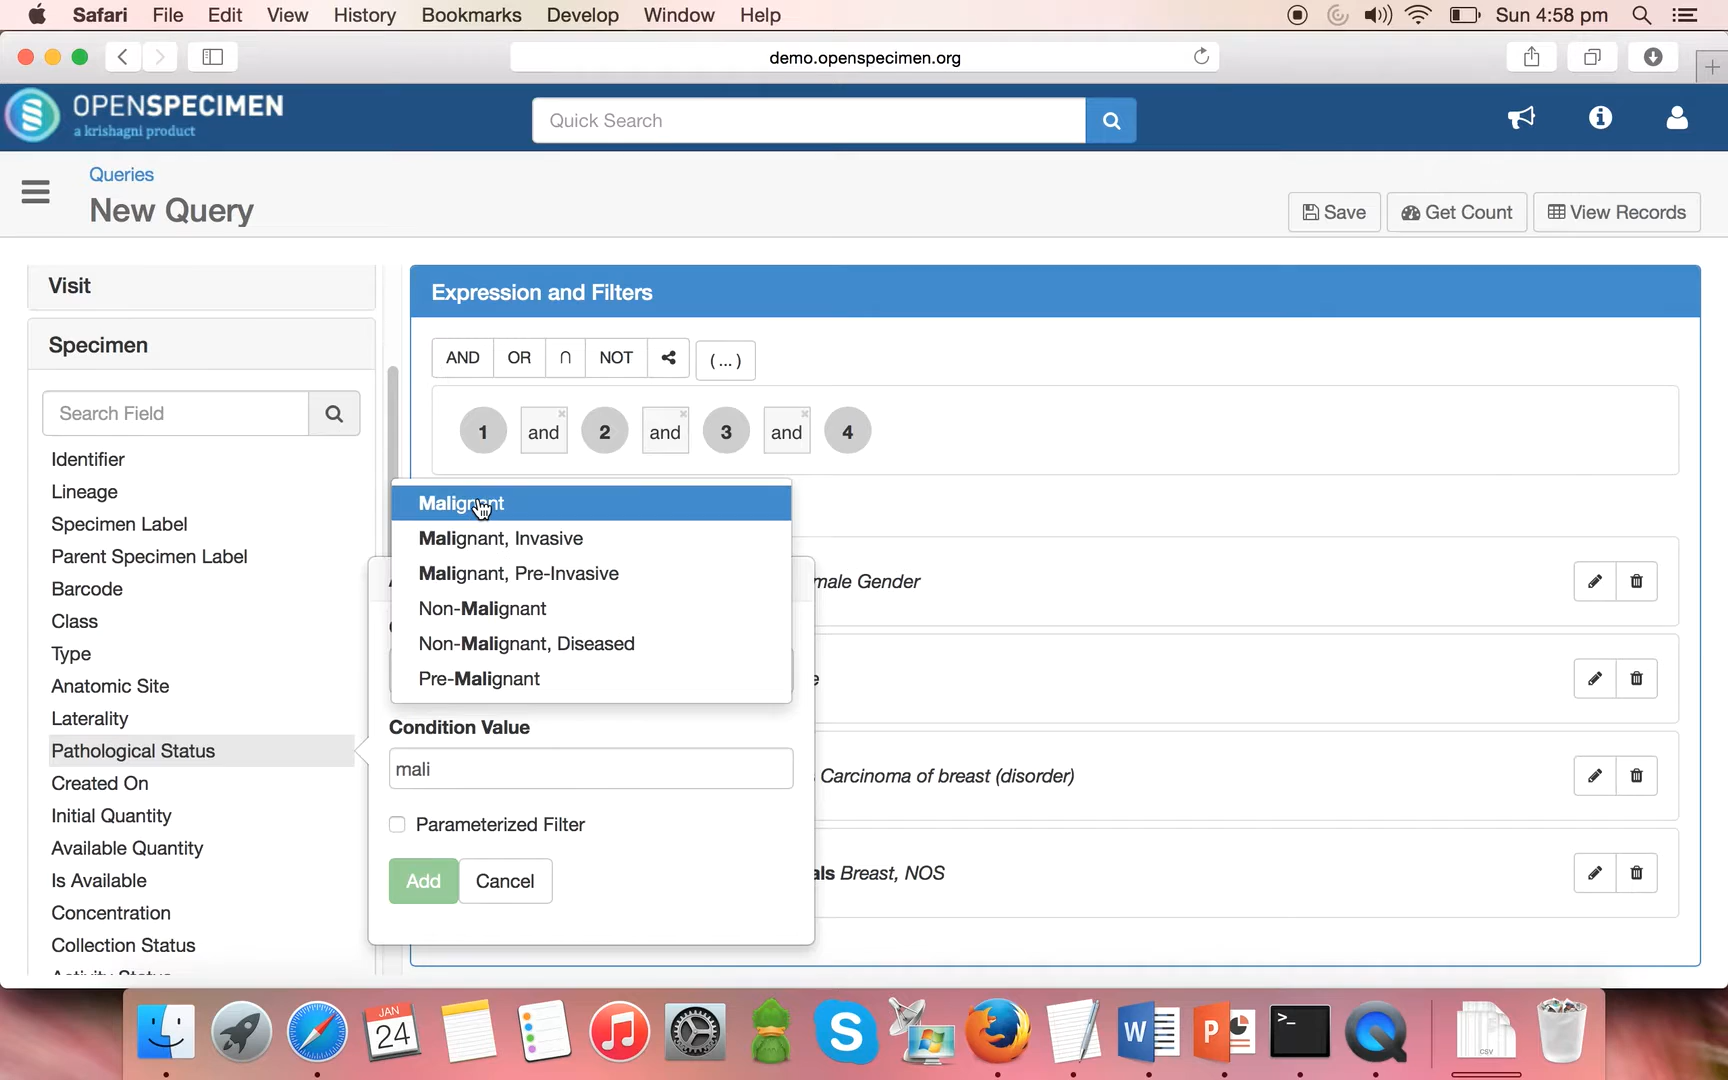 Safari File Edit View History Bookmarks Develop Window Help Sun 4:58 pm
demo.openspecimen.org
OPENSPECIMEN
a krishagni product
Quick Search
Queries
New Query
Save Get Count View Records
Visit
Specimen
Search Field
Identifier
Lineage
Specimen Label
Parent Specimen Label
Barcode
Class
Type
Anatomic Site
Laterality
Pathological Status
Created On
Initial Quantity
Available Quantity
Is Available
Concentration
Collection Status
Expression and Filters
AND OR ∩ NOT (...)
1 and 2 and 3 and 4
Malignant
Malignant, Invasive
Malignant, Pre-Invasive
Non-Malignant
Non-Malignant, Diseased
Pre-Malignant
Condition Value
mali
Parameterized Filter
Add Cancel
male Gender
e
Carcinoma of breast (disorder)
als Breast, NOS
JAN
24
S
W
P
>_
CSV